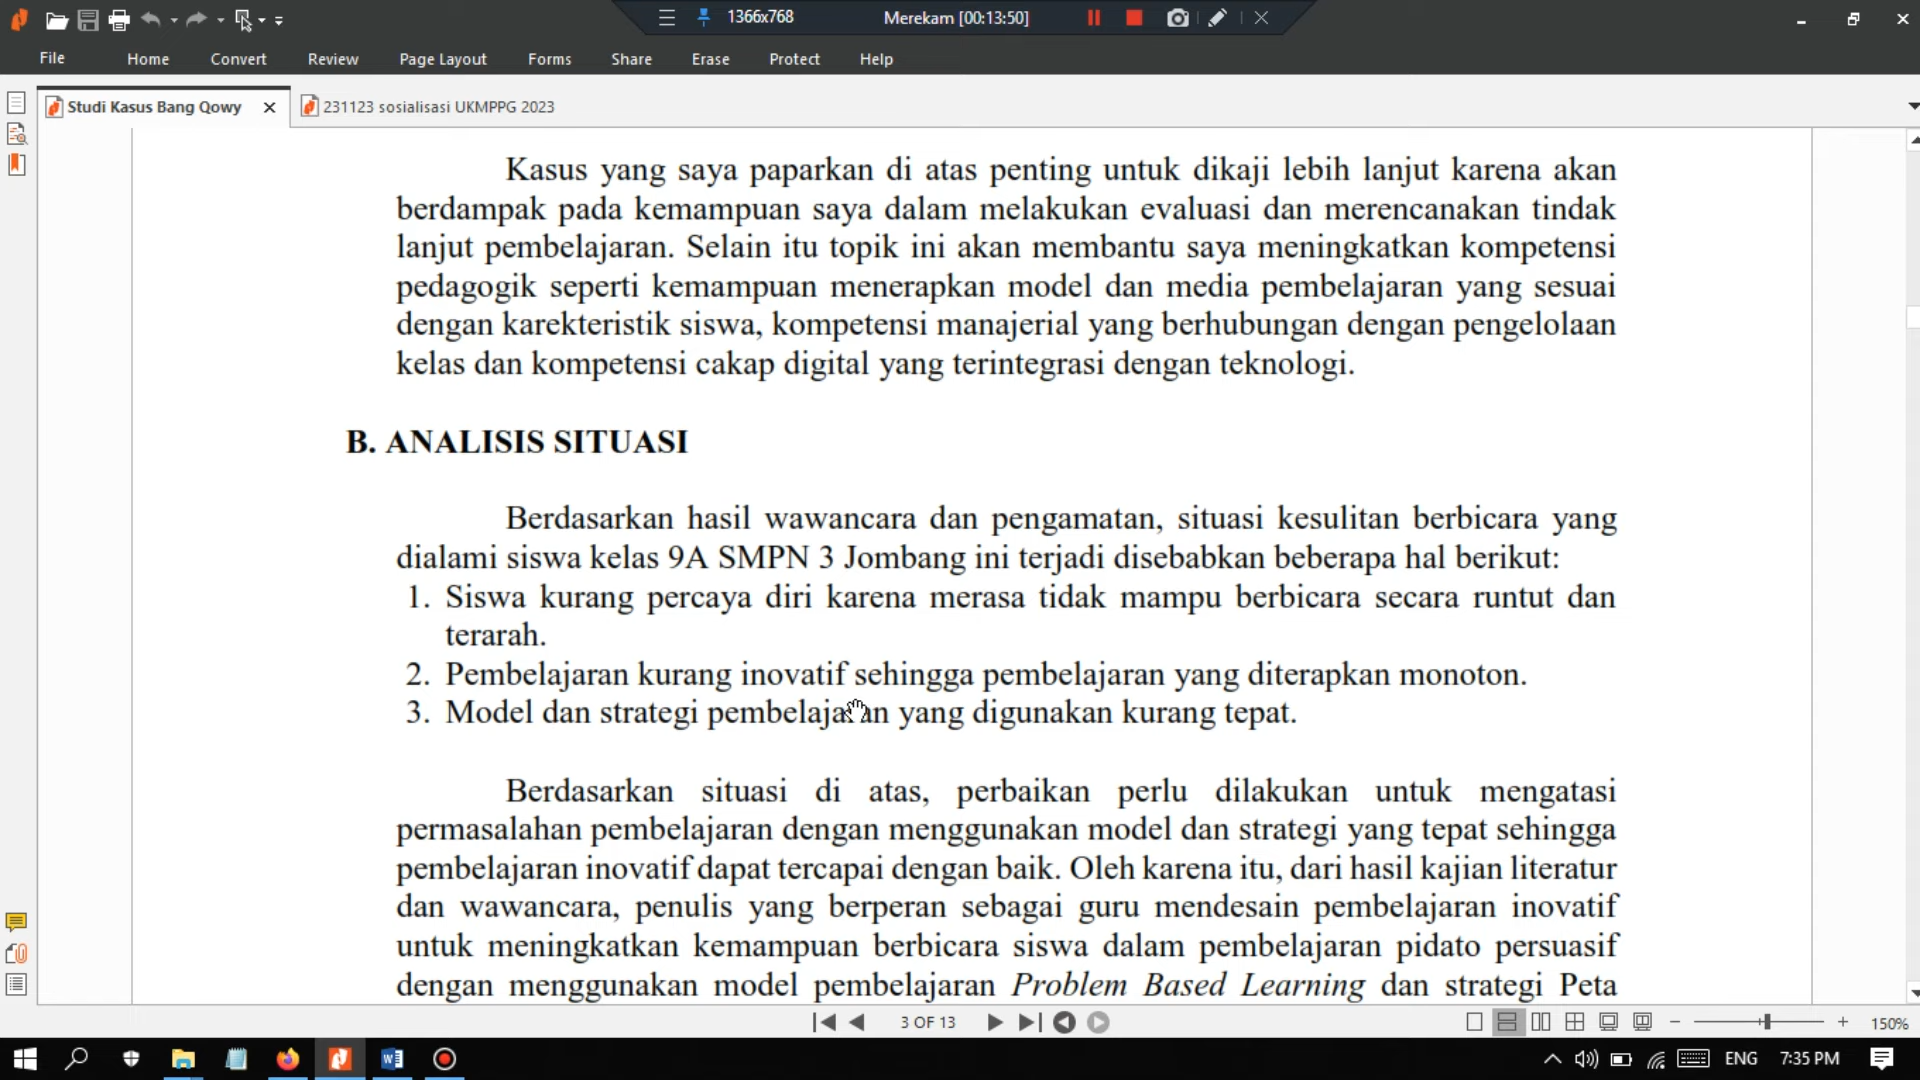 1366x768
Merekam [00:13:50]
File
Home
Convert
Review
Page Layout
Forms
Share
Erase
Protect
Help
Studi Kasus Bang Qowy
231123 sosialisasi UKMPPG 2023
Kasus yang saya paparkan di atas penting untuk dikaji lebih lanjut karena akan
berdampak pada kemampuan saya dalam melakukan evaluasi dan merencanakan tindak
lanjut pembelajaran. Selain itu topik ini akan membantu saya meningkatkan kompetensi
pedagogik seperti kemampuan menerapkan model dan media pembelajaran yang sesuai
dengan karekteristik siswa, kompetensi manajerial yang berhubungan dengan pengelolaan
kelas dan kompetensi cakap digital yang terintegrasi dengan teknologi.
B. ANALISIS SITUASI
Berdasarkan hasil wawancara dan pengamatan, situasi kesulitan berbicara yang
dialami siswa kelas 9A SMPN 3 Jombang ini terjadi disebabkan beberapa hal berikut:
1. Siswa kurang percaya diri karena merasa tidak mampu berbicara secara runtut dan
terarah.
2. Pembelajaran kurang inovatif sehingga pembelajaran yang diterapkan monoton.
3. Model dan strategi pembelajaran yang digunakan kurang tepat.
Berdasarkan situasi di atas, perbaikan perlu dilakukan untuk mengatasi
permasalahan pembelajaran dengan menggunakan model dan strategi yang tepat sehingga
pembelajaran inovatif dapat tercapai dengan baik. Oleh karena itu, dari hasil kajian literatur
dan wawancara, penulis yang berperan sebagai guru mendesain pembelajaran inovatif
untuk meningkatkan kemampuan berbicara siswa dalam pembelajaran pidato persuasif
dengan menggunakan model pembelajaran Problem Based Learning dan strategi Peta
3 OF 13
150%
ENG
7:35 PM